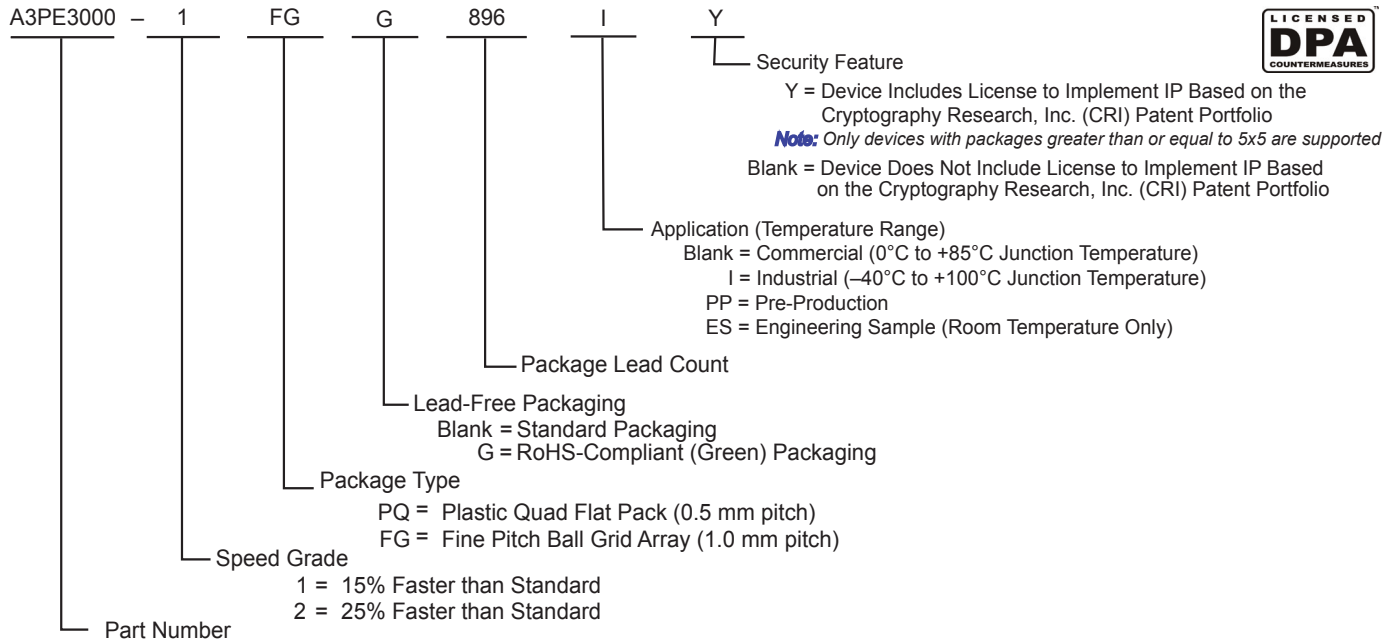 A3PE3000 – 1 FG G 896 I Y
LICENSED
DPA
COUNTERMEASURES
™
Security Feature
Y = Device Includes License to Implement IP Based on the
Cryptography Research, Inc. (CRI) Patent Portfolio
Note: Only devices with packages greater than or equal to 5x5 are supported
Blank = Device Does Not Include License to Implement IP Based
on the Cryptography Research, Inc. (CRI) Patent Portfolio
Application (Temperature Range)
Blank = Commercial (0°C to +85°C Junction Temperature)
I = Industrial (–40°C to +100°C Junction Temperature)
PP = Pre-Production
ES = Engineering Sample (Room Temperature Only)
Package Lead Count
Lead-Free Packaging
Blank = Standard Packaging
G = RoHS-Compliant (Green) Packaging
Package Type
PQ = Plastic Quad Flat Pack (0.5 mm pitch)
FG = Fine Pitch Ball Grid Array (1.0 mm pitch)
Speed Grade
1 = 15% Faster than Standard
2 = 25% Faster than Standard
Part Number